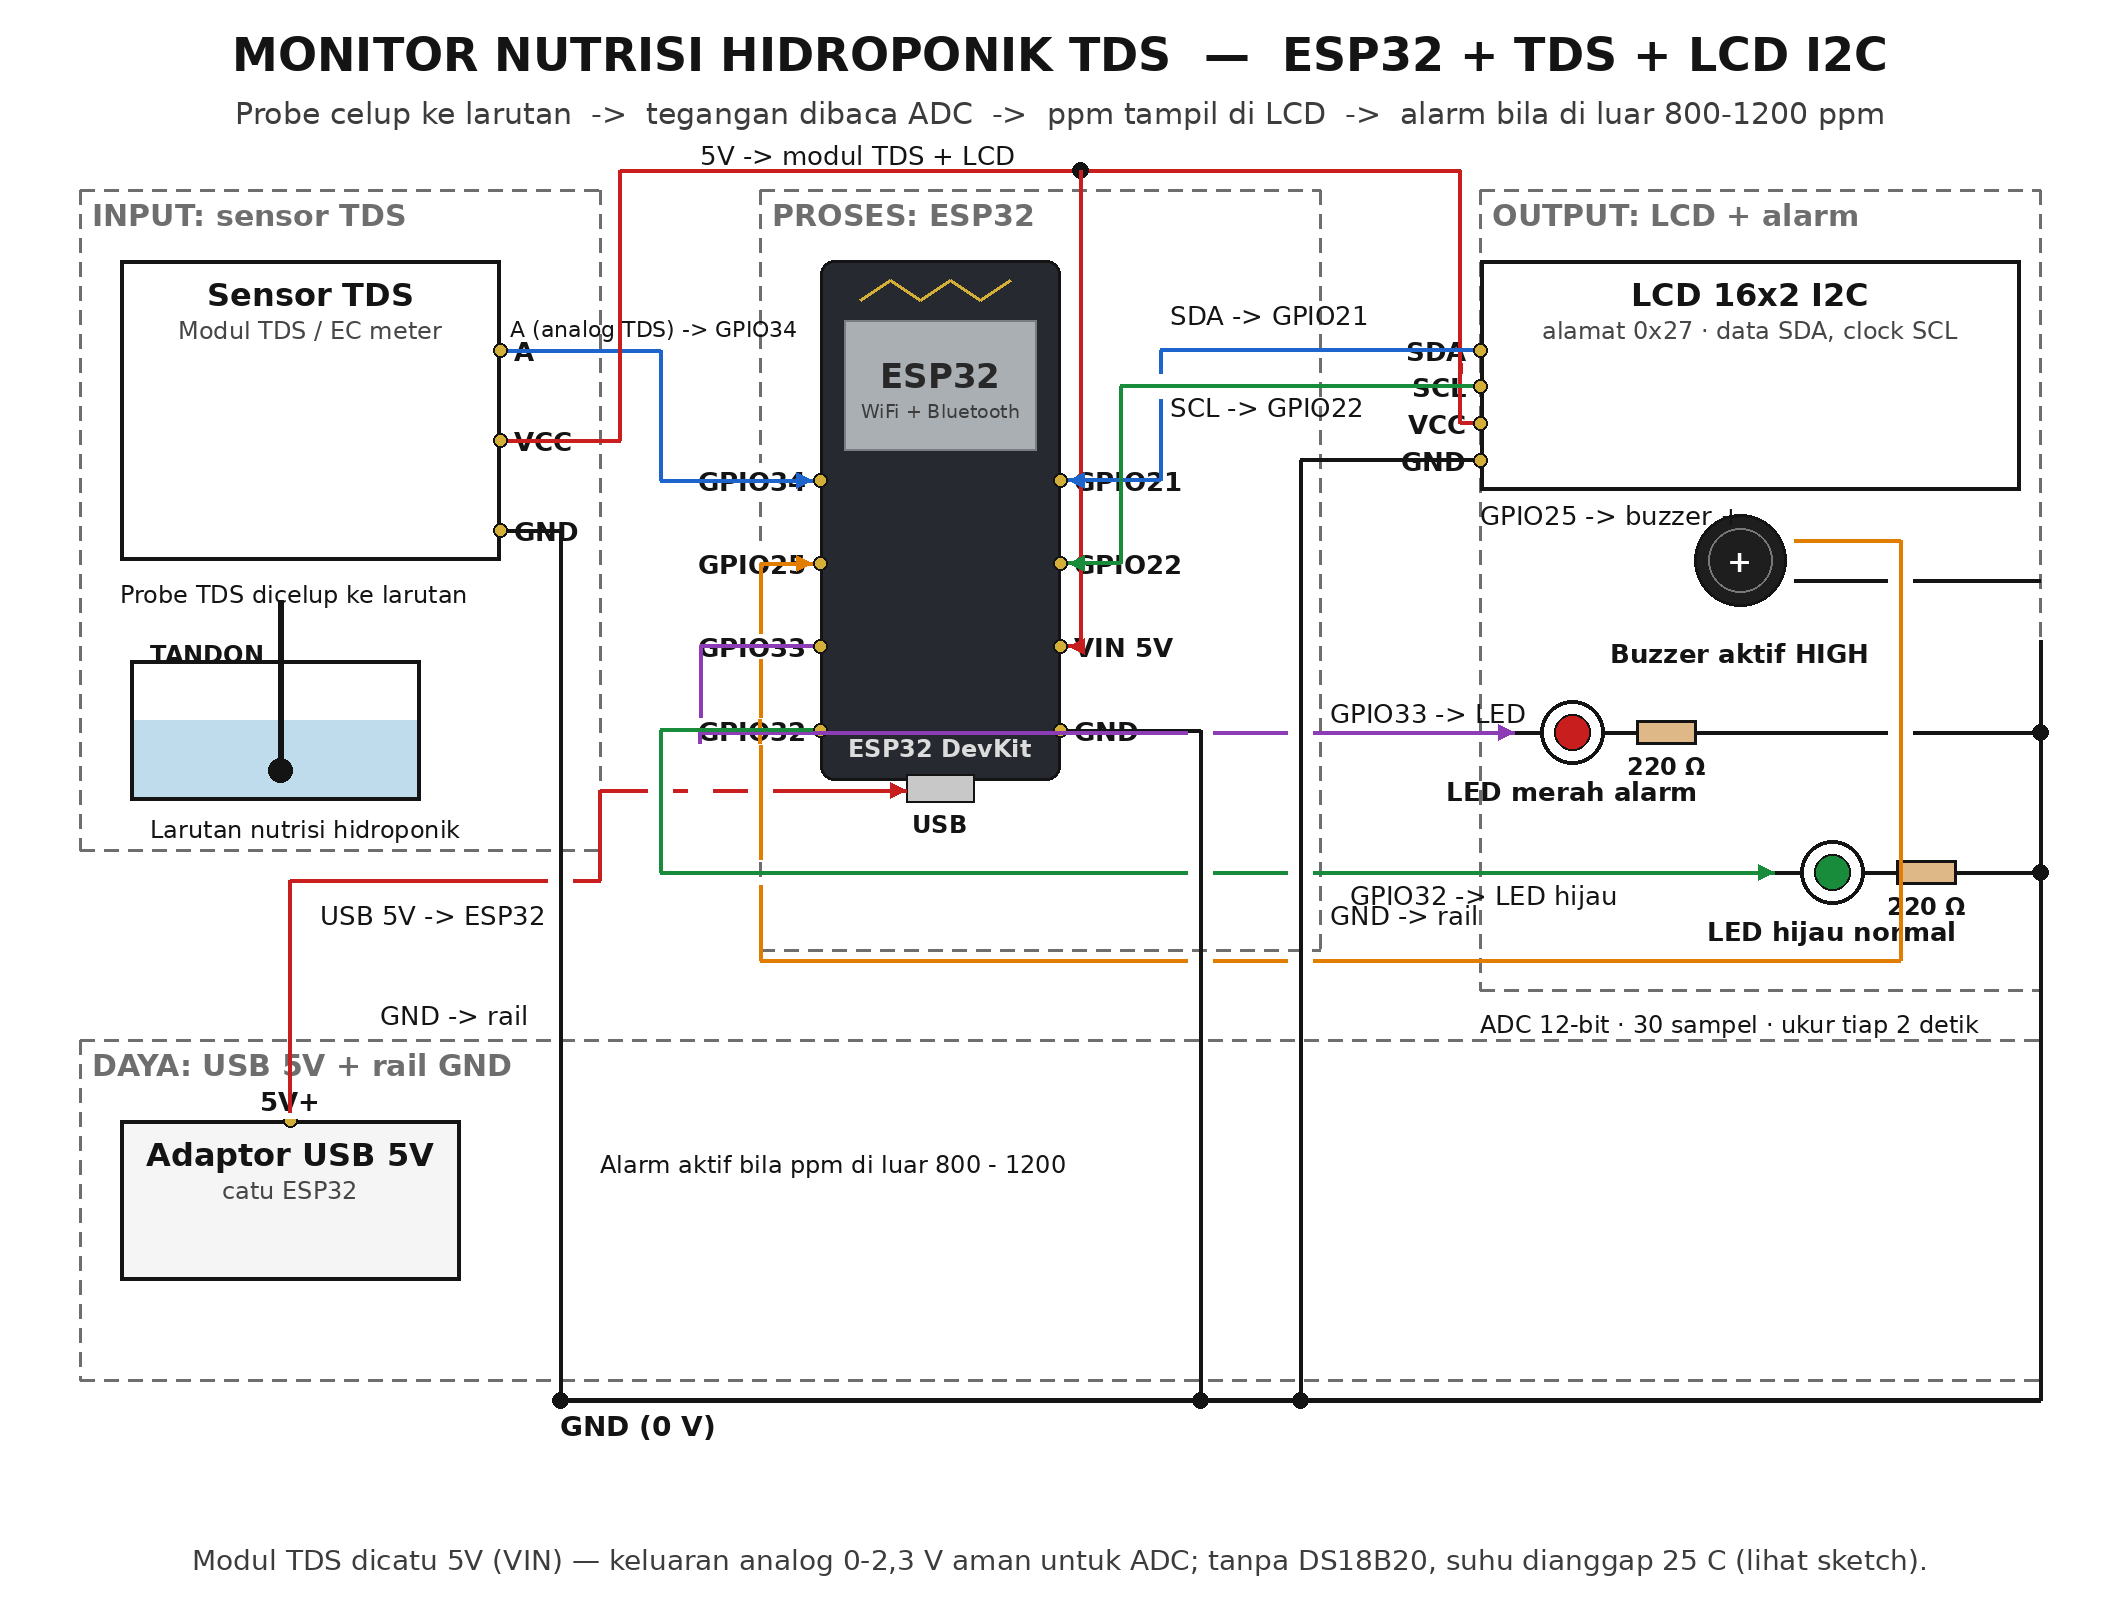 MONITOR NUTRISI HIDROPONIK TDS — ESP32 + TDS + LCD I2C
Probe celup ke larutan -> tegangan dibaca ADC -> ppm tampil di LCD -> alarm bila di luar 800-1200 ppm
5V -> modul TDS + LCD
INPUT: sensor TDS
Sensor TDS
Modul TDS / EC meter
A (analog TDS) -> GPIO34
A
VCC
GND
Probe TDS dicelup ke larutan
TANDON
Larutan nutrisi hidroponik
PROSES: ESP32
ESP32
WiFi + Bluetooth
GPIO34
GPIO25
GPIO33
GPIO32
GPIO21
GPIO22
VIN 5V
GND
ESP32 DevKit
USB
SDA -> GPIO21
SCL -> GPIO22
OUTPUT: LCD + alarm
LCD 16x2 I2C
alamat 0x27 · data SDA, clock SCL
SDA
SCL
VCC
GND
GPIO25 -> buzzer +
+
Buzzer aktif HIGH
GPIO33 -> LED
220 Ω
LED merah alarm
GPIO32 -> LED hijau
GND -> rail
220 Ω
LED hijau normal
USB 5V -> ESP32
GND -> rail
ADC 12-bit · 30 sampel · ukur tiap 2 detik
DAYA: USB 5V + rail GND
5V+
Adaptor USB 5V
catu ESP32
Alarm aktif bila ppm di luar 800 - 1200
GND (0 V)
Modul TDS dicatu 5V (VIN) — keluaran analog 0-2,3 V aman untuk ADC; tanpa DS18B20, suhu dianggap 25 C (lihat sketch).